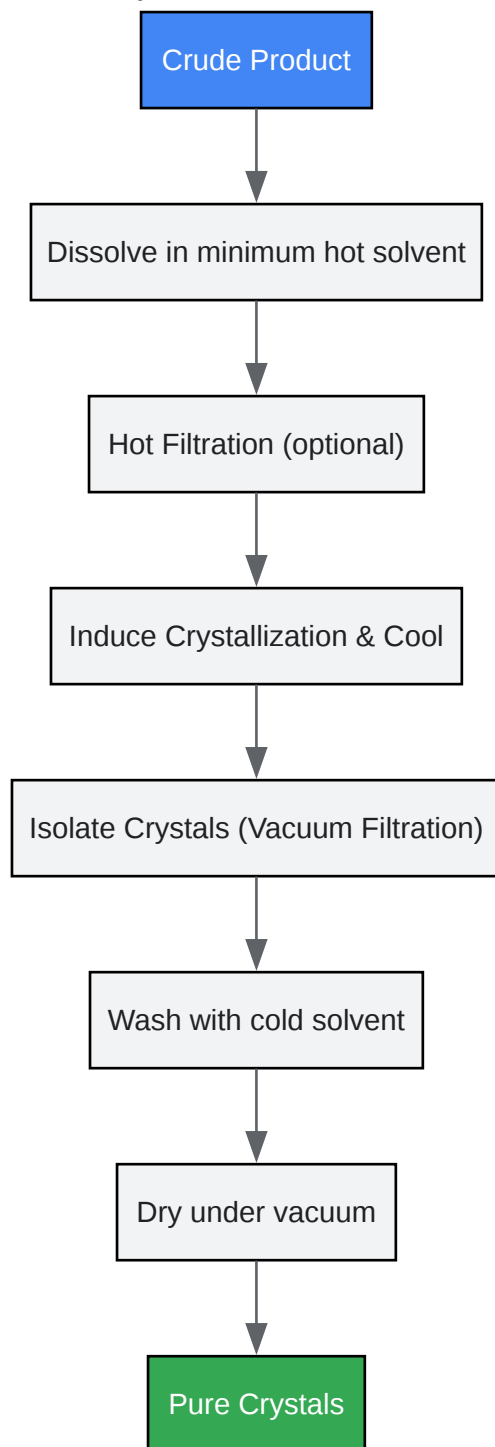 Crude Product
Dissolve in minimum hot solvent
Hot Filtration (optional)
Induce Crystallization & Cool
Isolate Crystals (Vacuum Filtration)
Wash with cold solvent
Dry under vacuum
Pure Crystals